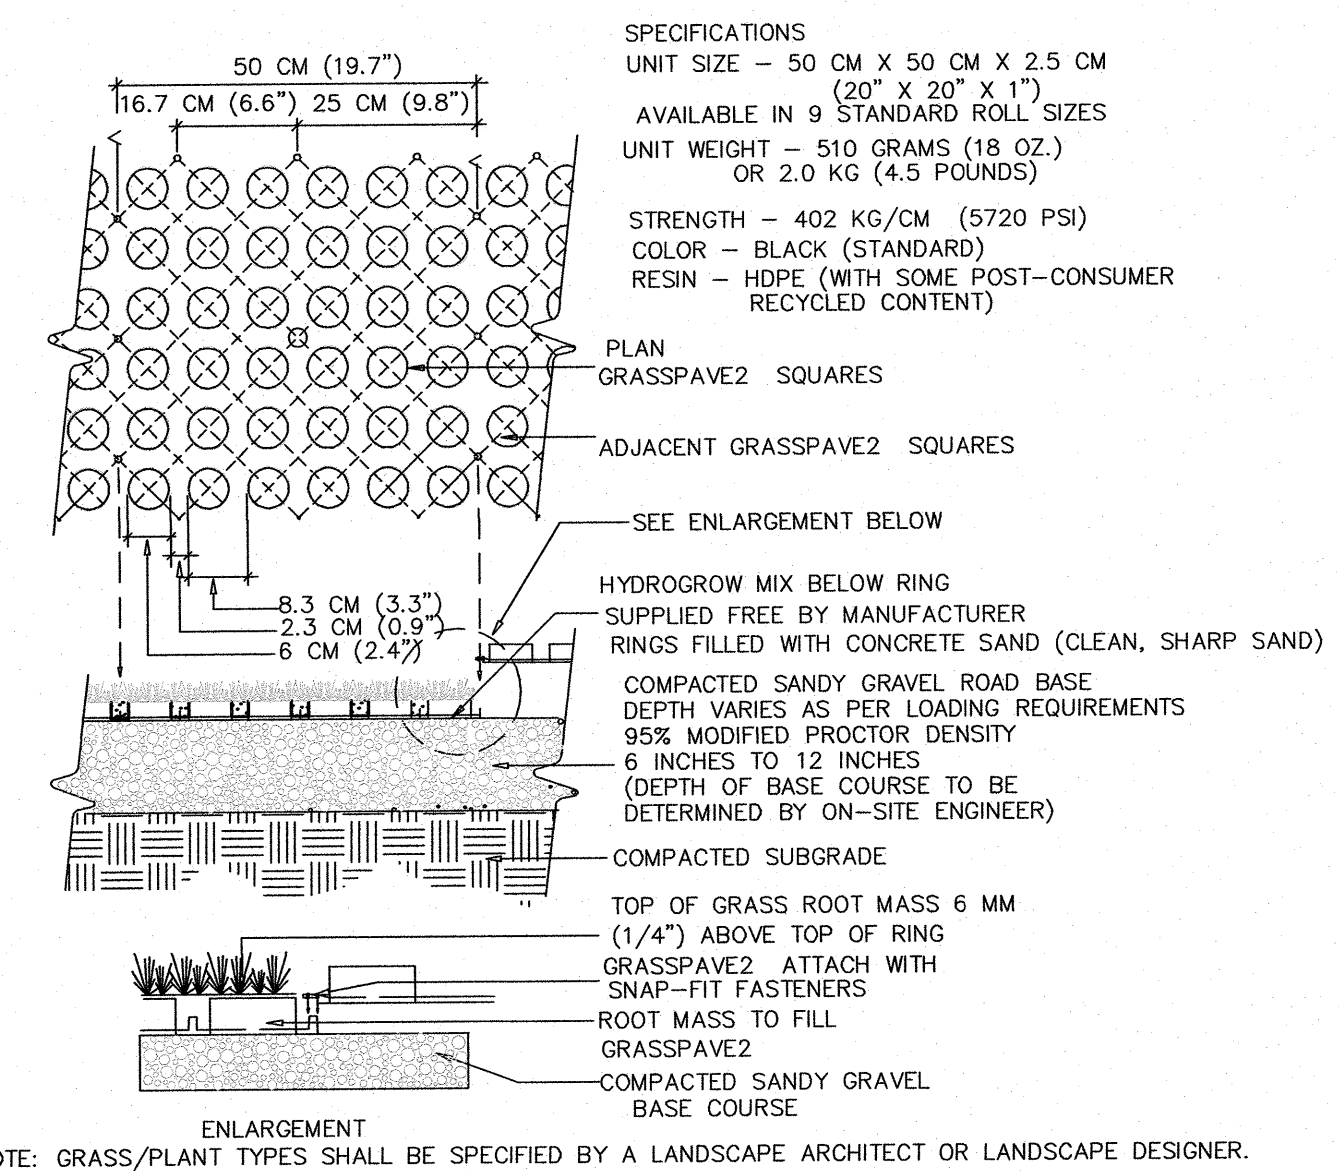 SPECIFICATIONS
UNIT SIZE – 50 CM X 50 CM X 2.5 CM
(20" X 20" X 1")
AVAILABLE IN 9 STANDARD ROLL SIZES
UNIT WEIGHT – 510 GRAMS (18 OZ.)
OR 2.0 KG (4.5 POUNDS)
STRENGTH – 402 KG/CM (5720 PSI)
COLOR – BLACK (STANDARD)
RESIN – HDPE (WITH SOME POST–CONSUMER
RECYCLED CONTENT)
50 CM (19.7")
16.7 CM (6.6") 25 CM (9.8")
PLAN
GRASSPAVE2 SQUARES
ADJACENT GRASSPAVE2 SQUARES
SEE ENLARGEMENT BELOW
8.3 CM (3.3")
2.3 CM (0.9")
6 CM (2.4")
HYDROGROW MIX BELOW RING
SUPPLIED FREE BY MANUFACTURER
RINGS FILLED WITH CONCRETE SAND (CLEAN, SHARP SAND)
COMPACTED SANDY GRAVEL ROAD BASE
DEPTH VARIES AS PER LOADING REQUIREMENTS
95% MODIFIED PROCTOR DENSITY
6 INCHES TO 12 INCHES
(DEPTH OF BASE COURSE TO BE
DETERMINED BY ON–SITE ENGINEER)
COMPACTED SUBGRADE
TOP OF GRASS ROOT MASS 6 MM
(1/4") ABOVE TOP OF RING
GRASSPAVE2 ATTACH WITH
SNAP–FIT FASTENERS
ROOT MASS TO FILL
GRASSPAVE2
COMPACTED SANDY GRAVEL
BASE COURSE
ENLARGEMENT
OTE: GRASS/PLANT TYPES SHALL BE SPECIFIED BY A LANDSCAPE ARCHITECT OR LANDSCAPE DESIGNER.